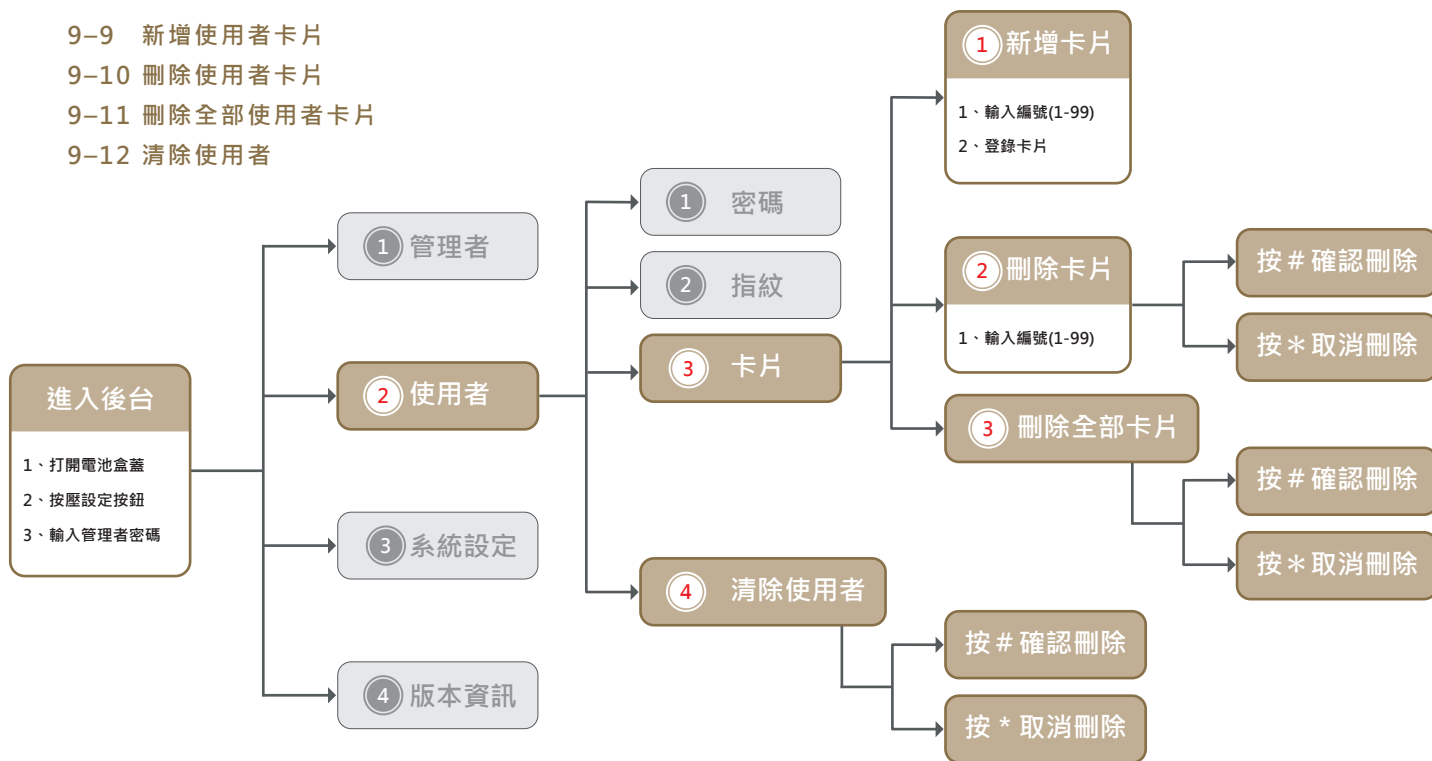 9–9 新增使用者卡片
9–10 刪除使用者卡片
9–11 刪除全部使用者卡片
9–12 清除使用者
進入後台
1、打開電池盒蓋
2、按壓設定按鈕
3、輸入管理者密碼
1 管理者
2 使用者
3 系統設定
4 版本資訊
1 密碼
2 指紋
3 卡片
4 清除使用者
1 新增卡片
1、輸入編號(1-99)
2、登錄卡片
2 刪除卡片
1、輸入編號(1-99)
按#確認刪除
按＊取消刪除
3 刪除全部卡片
按#確認刪除
按＊取消刪除
按#確認刪除
按*取消刪除